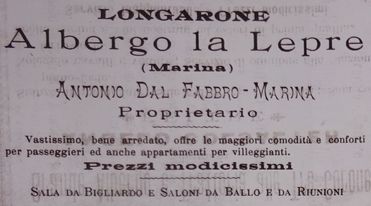 LONGARONE
Albergo la Lepre
(Marina)
ANTONIO DAL FABBRO-MARINA
Proprietario
Vastissimo, bene arredato, offre le maggiori comodità e conforti
per passeggieri ed anche appartamenti per villeggianti.
Prezzi modicissimi
SALA DA BIGLIARDO E SALONI DA BALLO E DA RIUNIONI